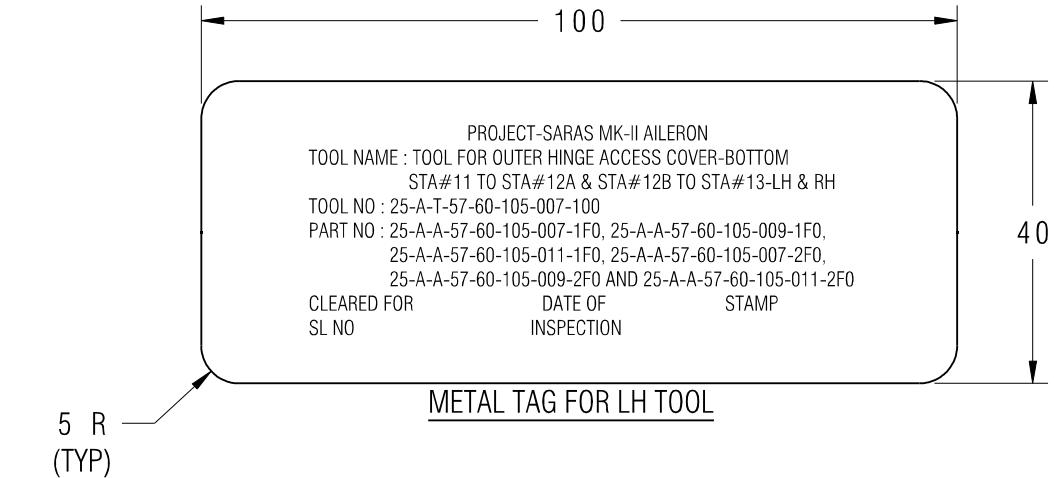 100
PROJECT-SARAS MK-II AILERON
TOOL NAME : TOOL FOR OUTER HINGE ACCESS COVER-BOTTOM
STA#11 TO STA#12A & STA#12B TO STA#13-LH & RH
TOOL NO : 25-A-T-57-60-105-007-100
PART NO : 25-A-A-57-60-105-007-1F0, 25-A-A-57-60-105-009-1F0,
25-A-A-57-60-105-011-1F0, 25-A-A-57-60-105-007-2F0,
25-A-A-57-60-105-009-2F0 AND 25-A-A-57-60-105-011-2F0
CLEARED FOR DATE OF STAMP
SL NO INSPECTION
40
METAL TAG FOR LH TOOL
5 R
(TYP)